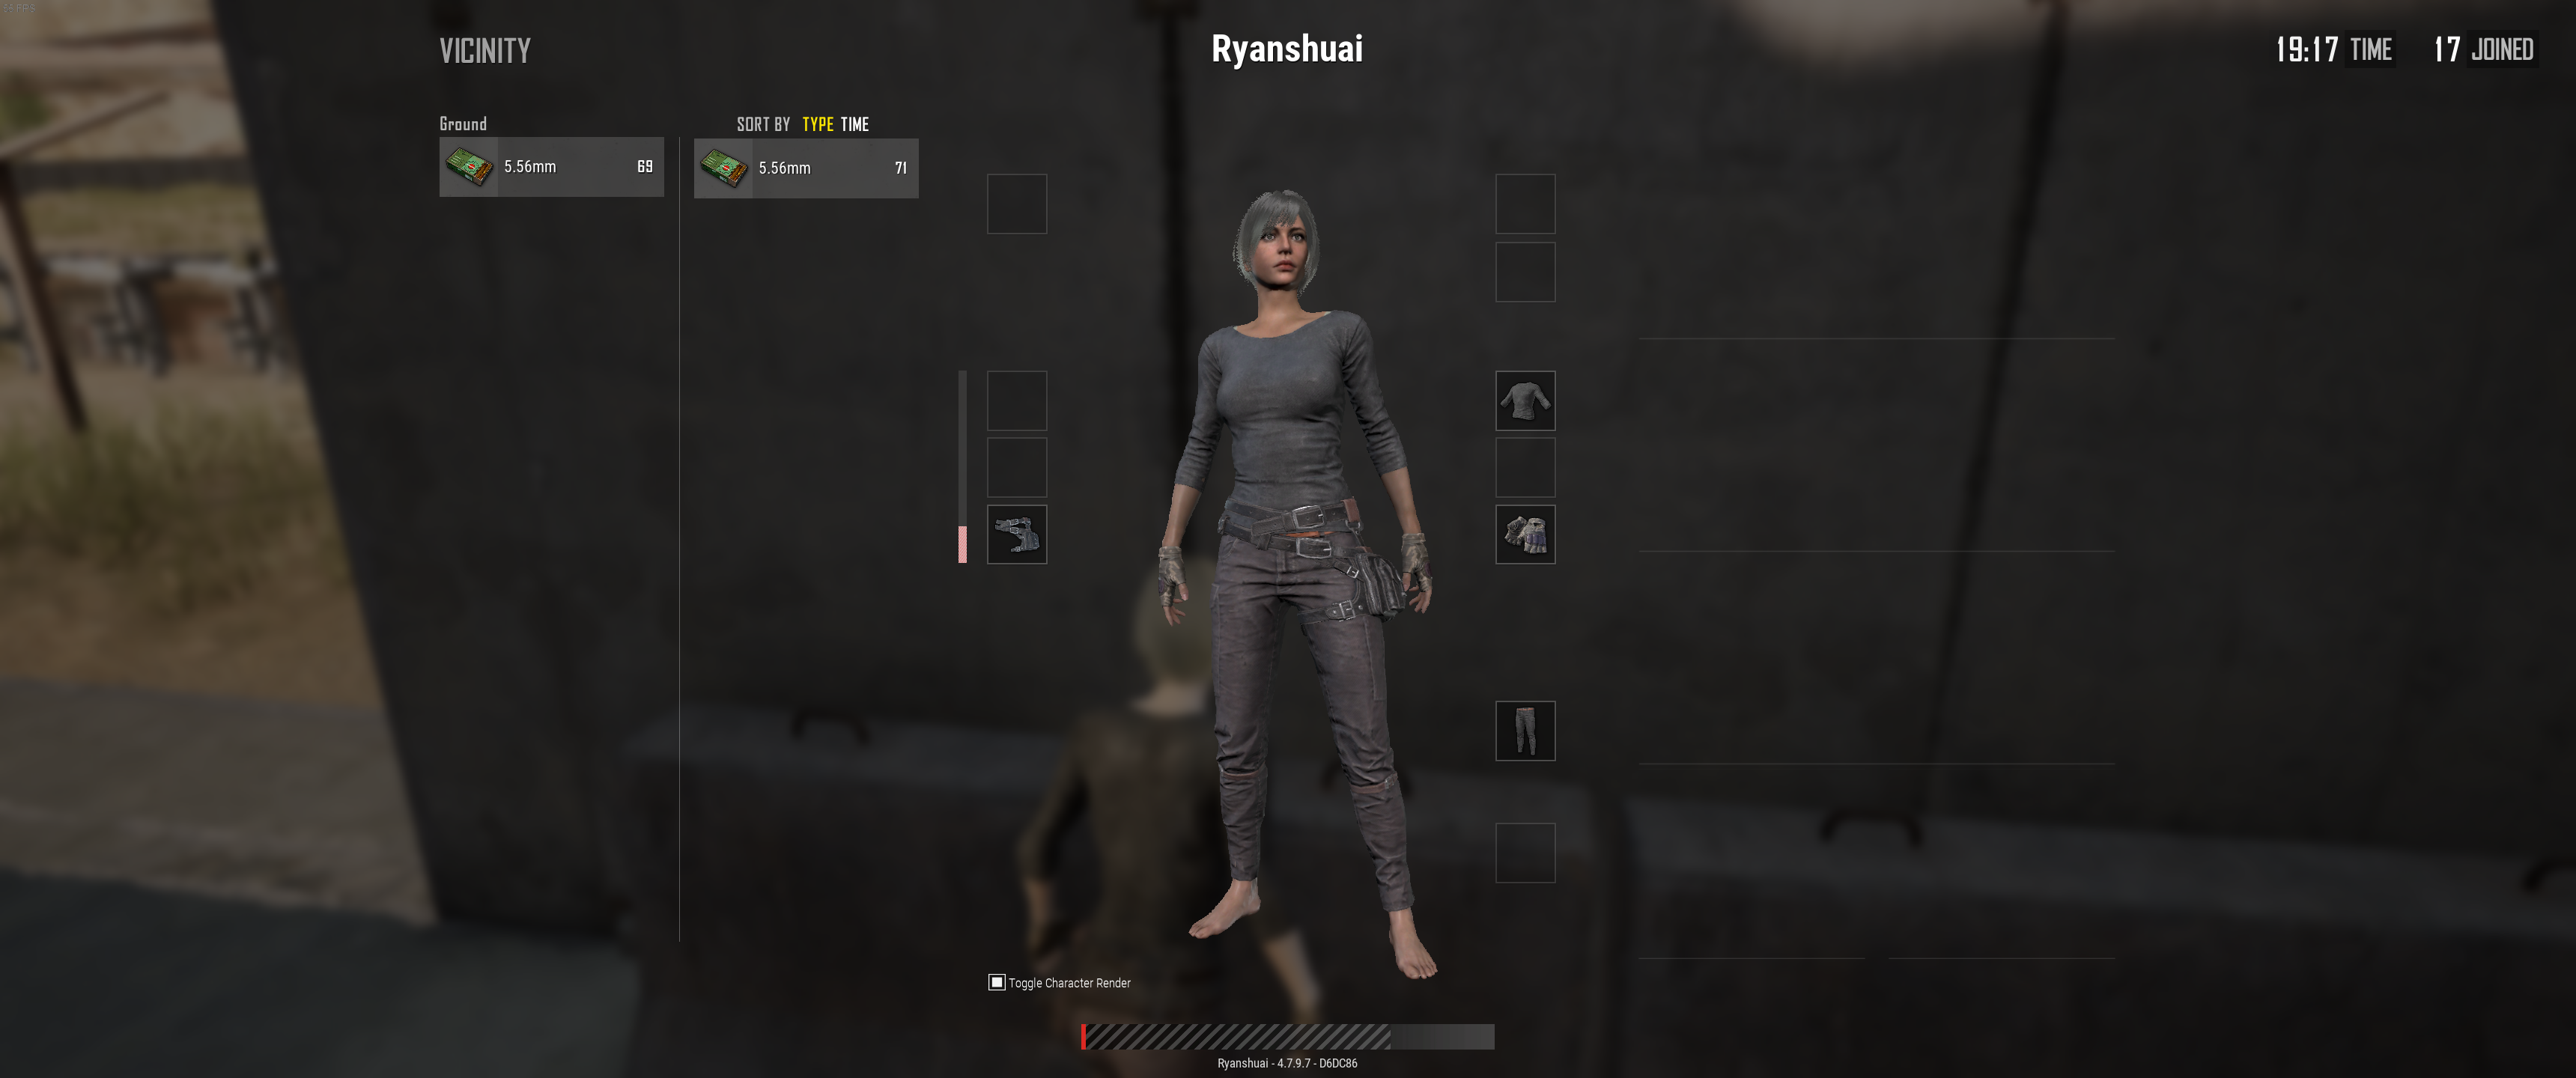 VICINITY
Ryanshuai
19:17 TIME 17 JOINED
Ground
SORT BY TYPE TIME
5.56mm 69
5.56mm 71
Toggle Character Render
Ryanshuai - 4.7.9.7 - D6DC86